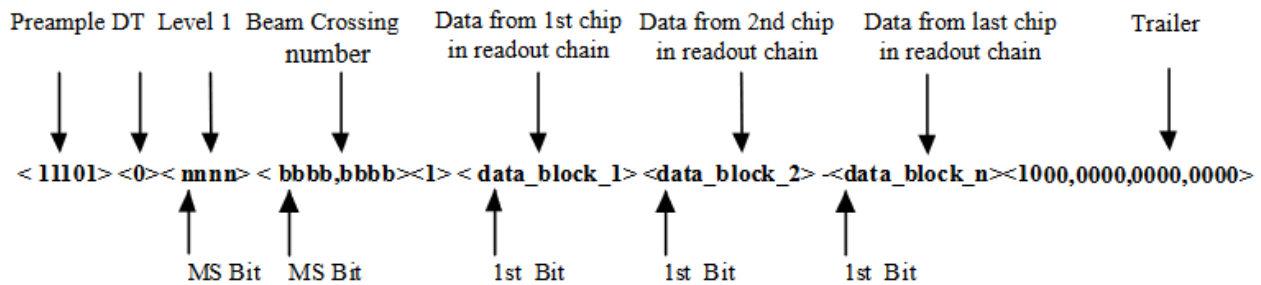 Preample DT Level 1 Beam Crossing number Data from 1st chip in readout chain Data from 2nd chip in readout chain Data from last chip in readout chain Trailer
< 11101> <0>< nnnn> < bbbb,bbbb><1>< data_block_1> <data_block_2> -<data_block_n><1000,0000,0000,0000>
MS Bit MS Bit 1st Bit 1st Bit 1st Bit